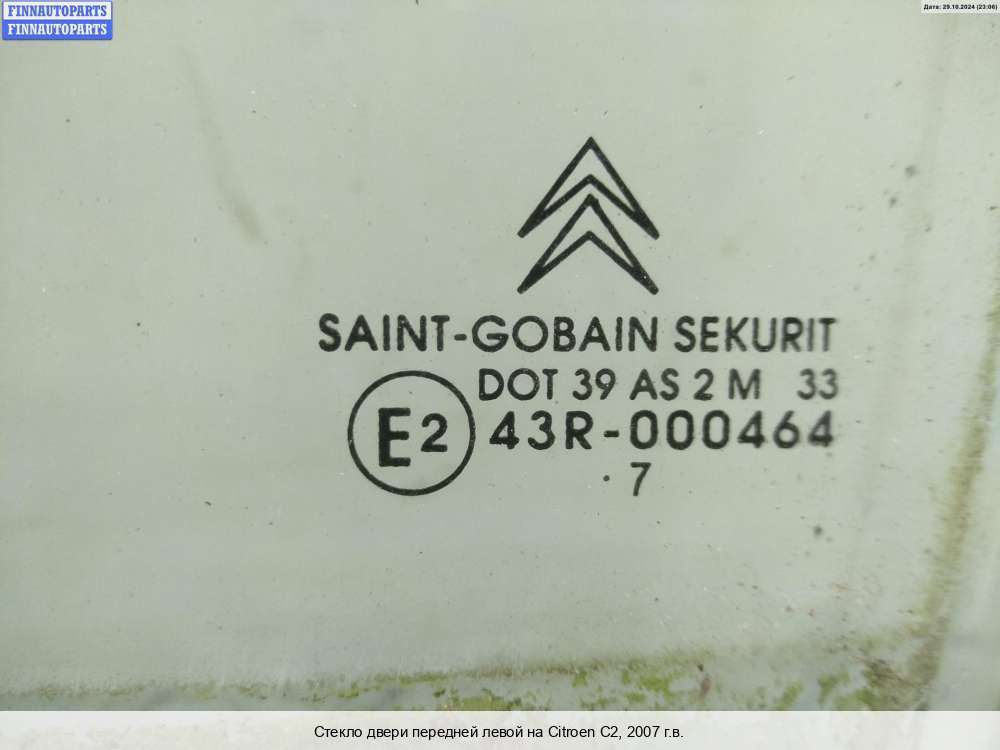 FINNAUTOPARTS
FINNAUTOPARTS
Дата: 29.10.2024 (23:06)
SAINT-GOBAIN SEKURIT
DOT 39 AS 2 M 33
E2 43R-000464
. 7
Стекло двери передней левой на Citroen C2, 2007 г.в.